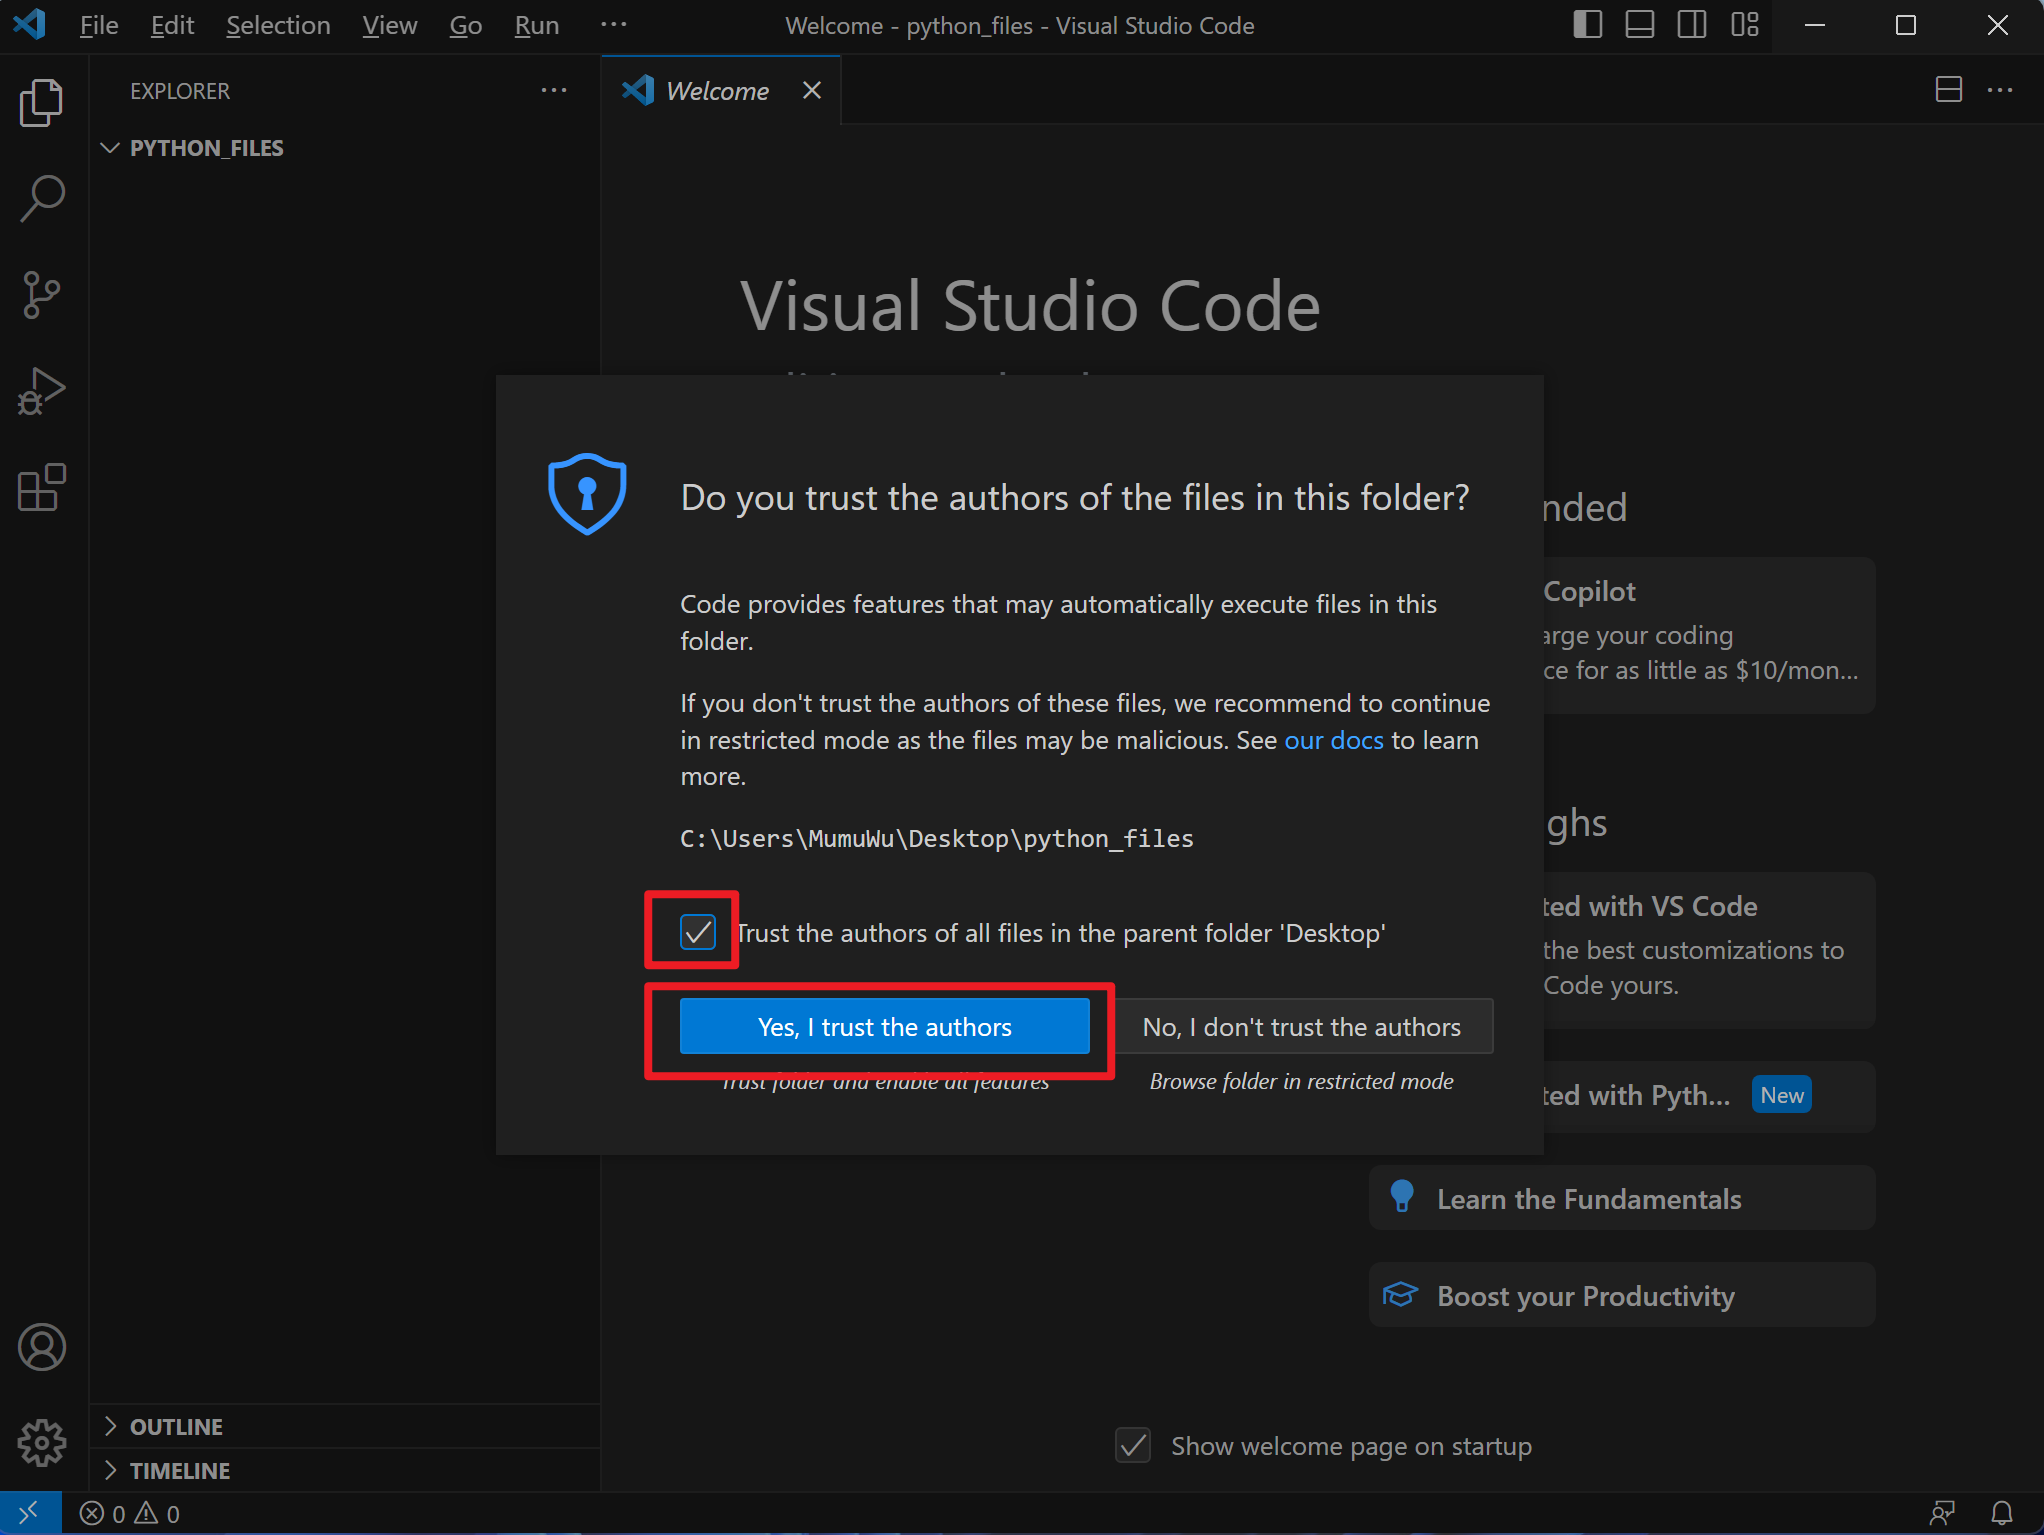 File Edit Selection View Go Run ··· Welcome - python_files - Visual Studio Code
EXPLORER ···
Welcome
PYTHON_FILES
Visual Studio Code
Do you trust the authors of the files in this folder?
Code provides features that may automatically execute files in this
folder.
If you don't trust the authors of these files, we recommend to continue
in restricted mode as the files may be malicious. See our docs to learn
more.
C:\Users\MumuWu\Desktop\python_files
Trust the authors of all files in the parent folder 'Desktop'
Yes, I trust the authors
No, I don't trust the authors
Trust folder and enable all features
Browse folder in restricted mode
nded
Copilot
arge your coding
ce for as little as $10/mon...
ghs
ted with VS Code
the best customizations to
Code yours.
ted with Pyth... New
Learn the Fundamentals
Boost your Productivity
Show welcome page on startup
OUTLINE
TIMELINE
0 0